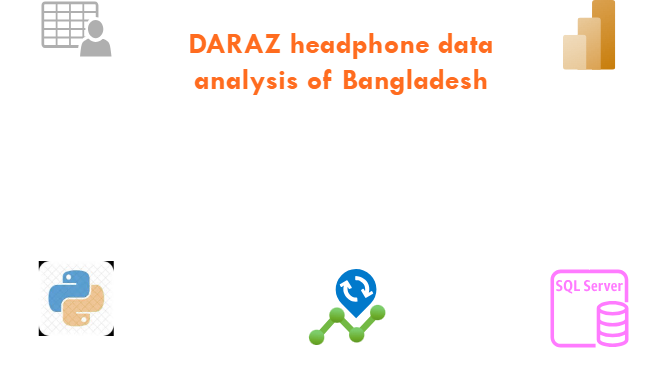 DARAZ headphone data
analysis of Bangladesh
SQL Server